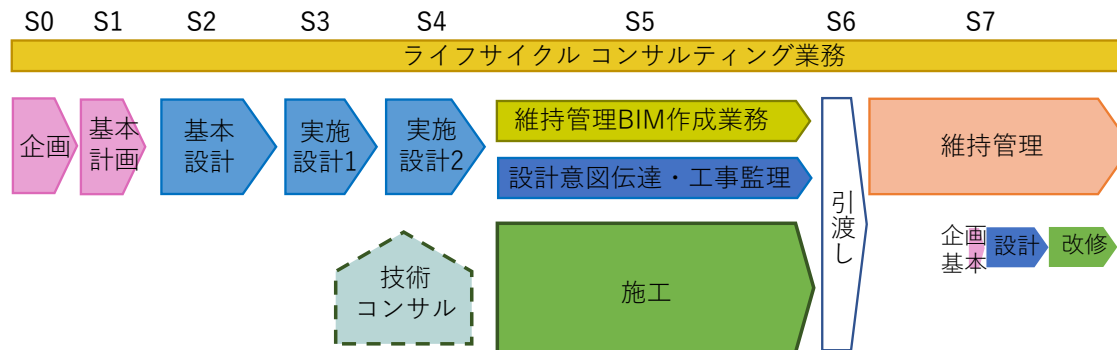 S0 S1 S2 S3 S4 S5 S6 S7
ライフサイクル コンサルティング業務
企画
基本
計画
基本
設計
実施
設計1
実施
設計2
維持管理BIM作成業務
設計意図伝達・工事監理
引渡し
維持管理
技術
コンサル
施工
企画
基本
設計
改修